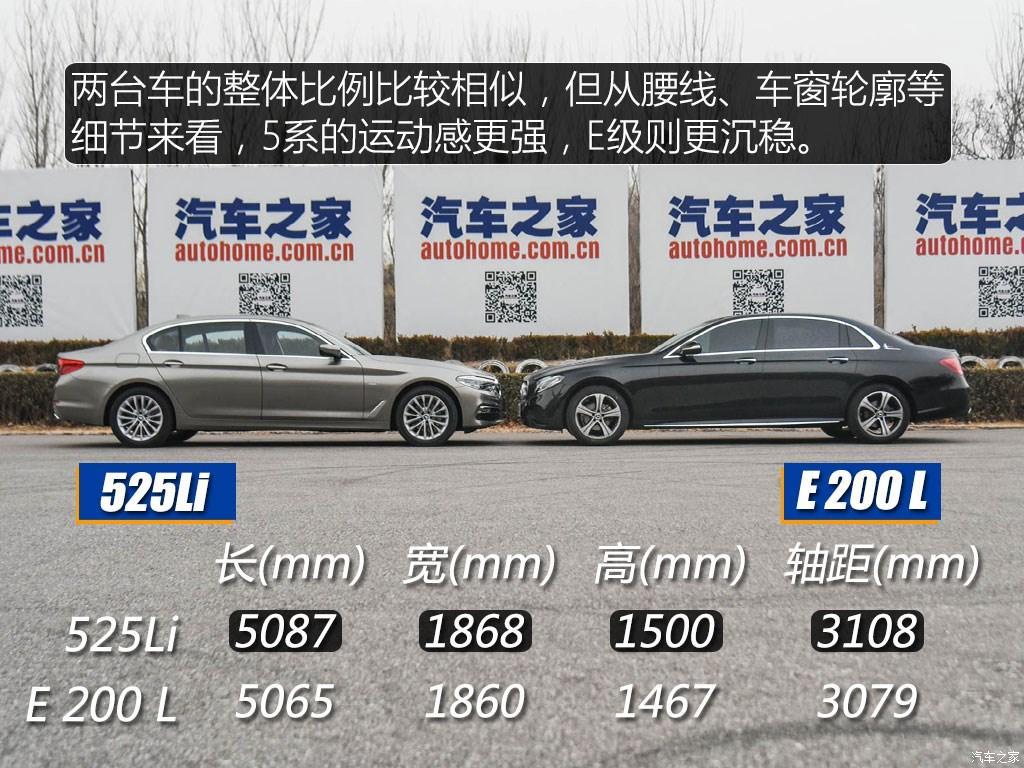 两台车的整体比例比较相似，但从腰线、车窗轮廓等
细节来看，5系的运动感更强，E级则更沉稳。
汽车之家 汽车之家 汽车之家 汽车之
.com.cn autohome.com.cn autohome.com.cn autohome.com.cn autohome.co
525Li E 200 L
长(mm) 宽(mm) 高(mm) 轴距(mm)
525Li 5087 1868 1500 3108
E 200 L 5065 1860 1467 3079
汽车之家